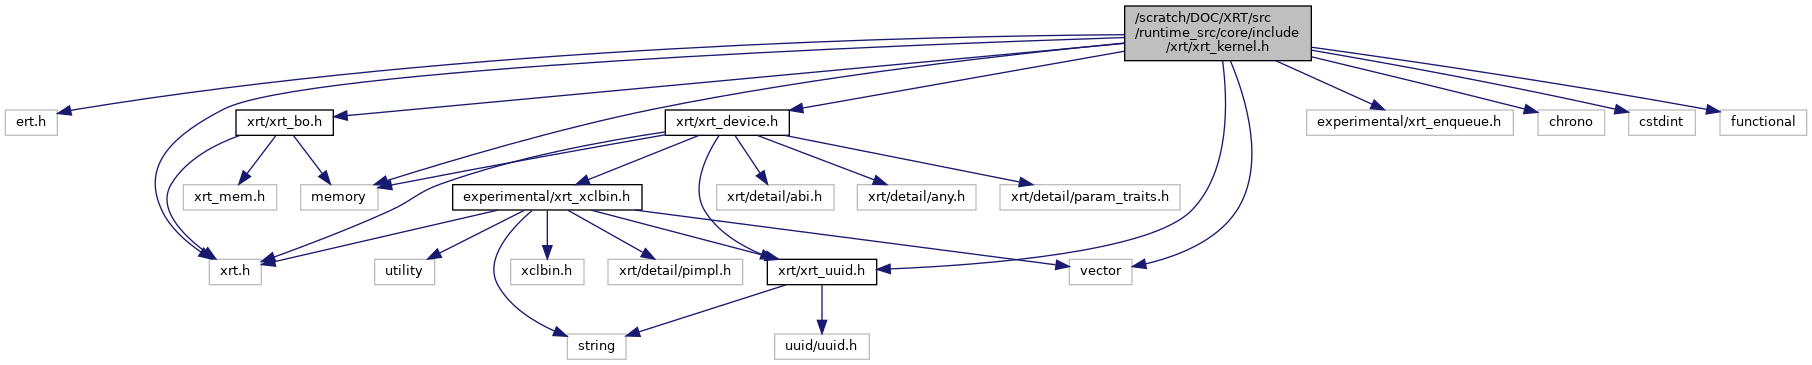 /scratch/DOC/XRT/src
/runtime_src/core/include
/xrt/xrt_kernel.h
ert.h
xrt/xrt_bo.h
xrt/xrt_device.h
experimental/xrt_enqueue.h
chrono
cstdint
functional
xrt_mem.h
memory
experimental/xrt_xclbin.h
xrt/detail/abi.h
xrt/detail/any.h
xrt/detail/param_traits.h
xrt.h
utility
xclbin.h
xrt/detail/pimpl.h
xrt/xrt_uuid.h
vector
string
uuid/uuid.h